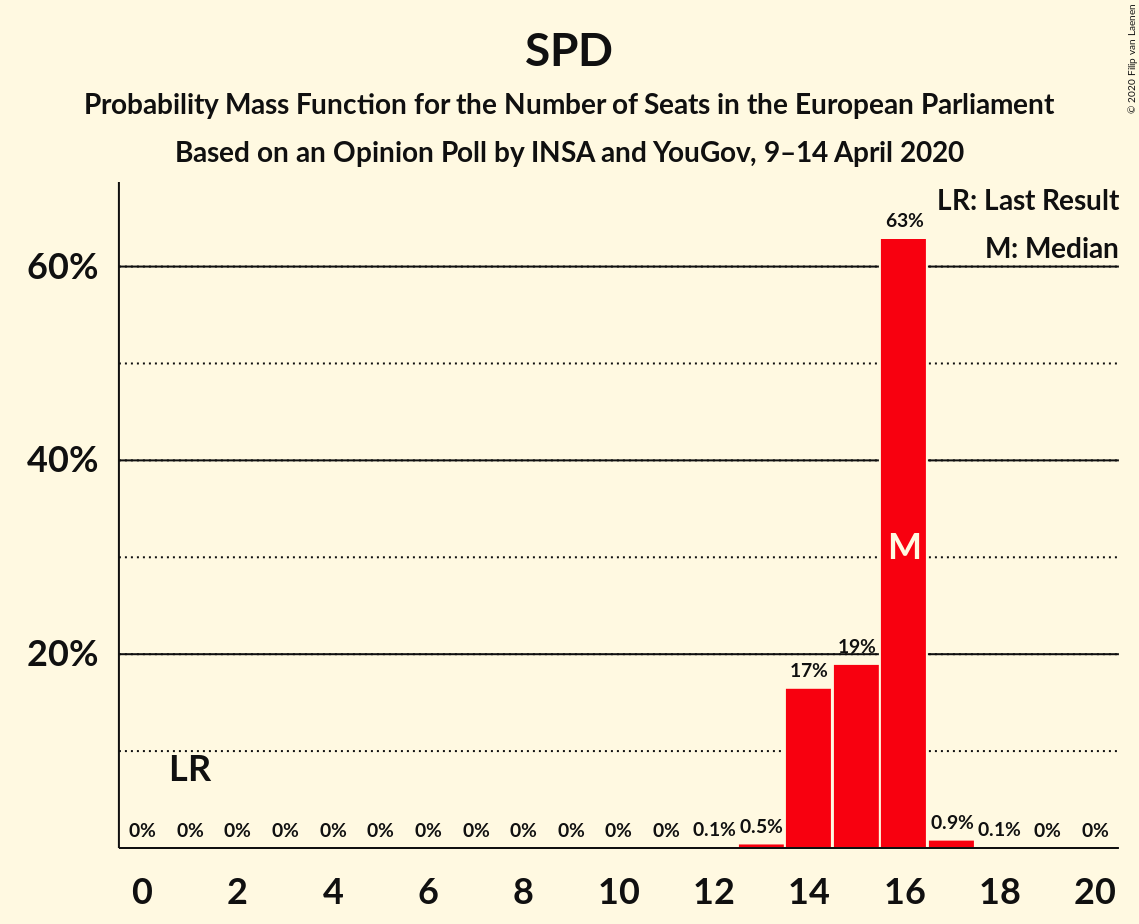 SPD
Probability Mass Function for the Number of Seats in the European Parliament
Based on an Opinion Poll by INSA and YouGov, 9–14 April 2020
© 2020 Filip van Laenen
LR: Last Result
M: Median
63%
60%
40%
M
20%
19%
17%
LR
0% 0% 0% 0% 0% 0% 0% 0% 0% 0% 0% 0% 0.1% 0.5% 0.9% 0.1% 0% 0%
0 2 4 6 8 10 12 14 16 18 20